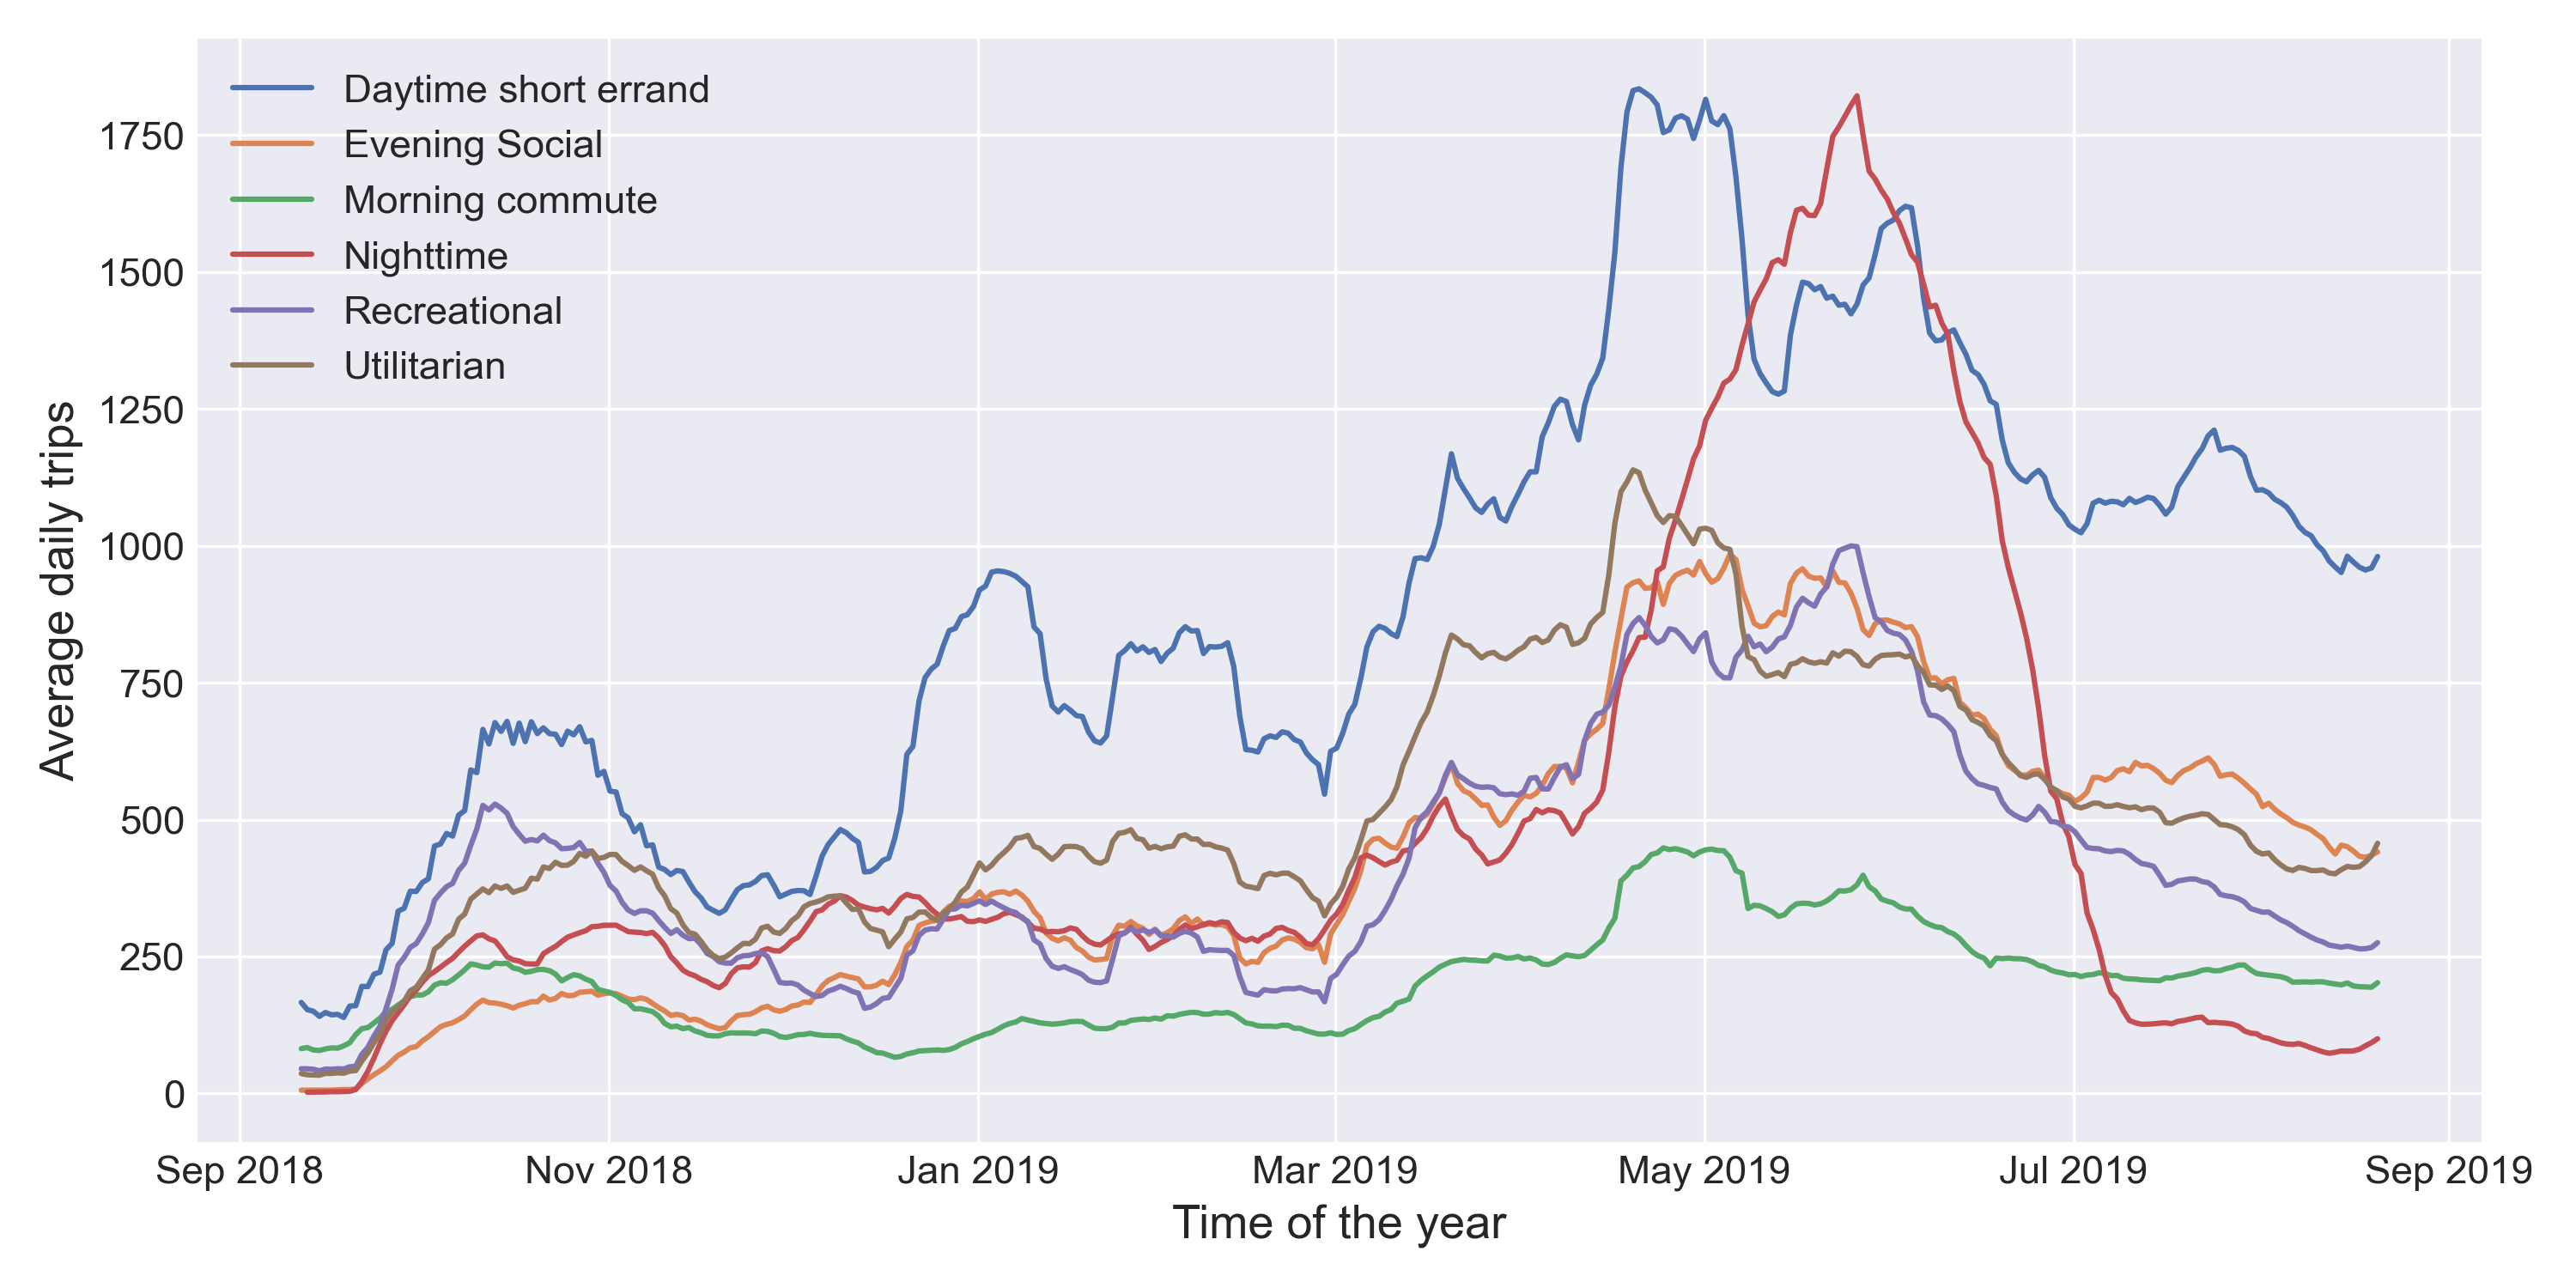 Daytime short errand
Evening Social
Morning commute
Nighttime
Recreational
Utilitarian
Average daily trips
1750
1500
1250
1000
750
500
250
0
Sep 2018 Nov 2018 Jan 2019 Mar 2019 May 2019 Jul 2019 Sep 2019
Time of the year